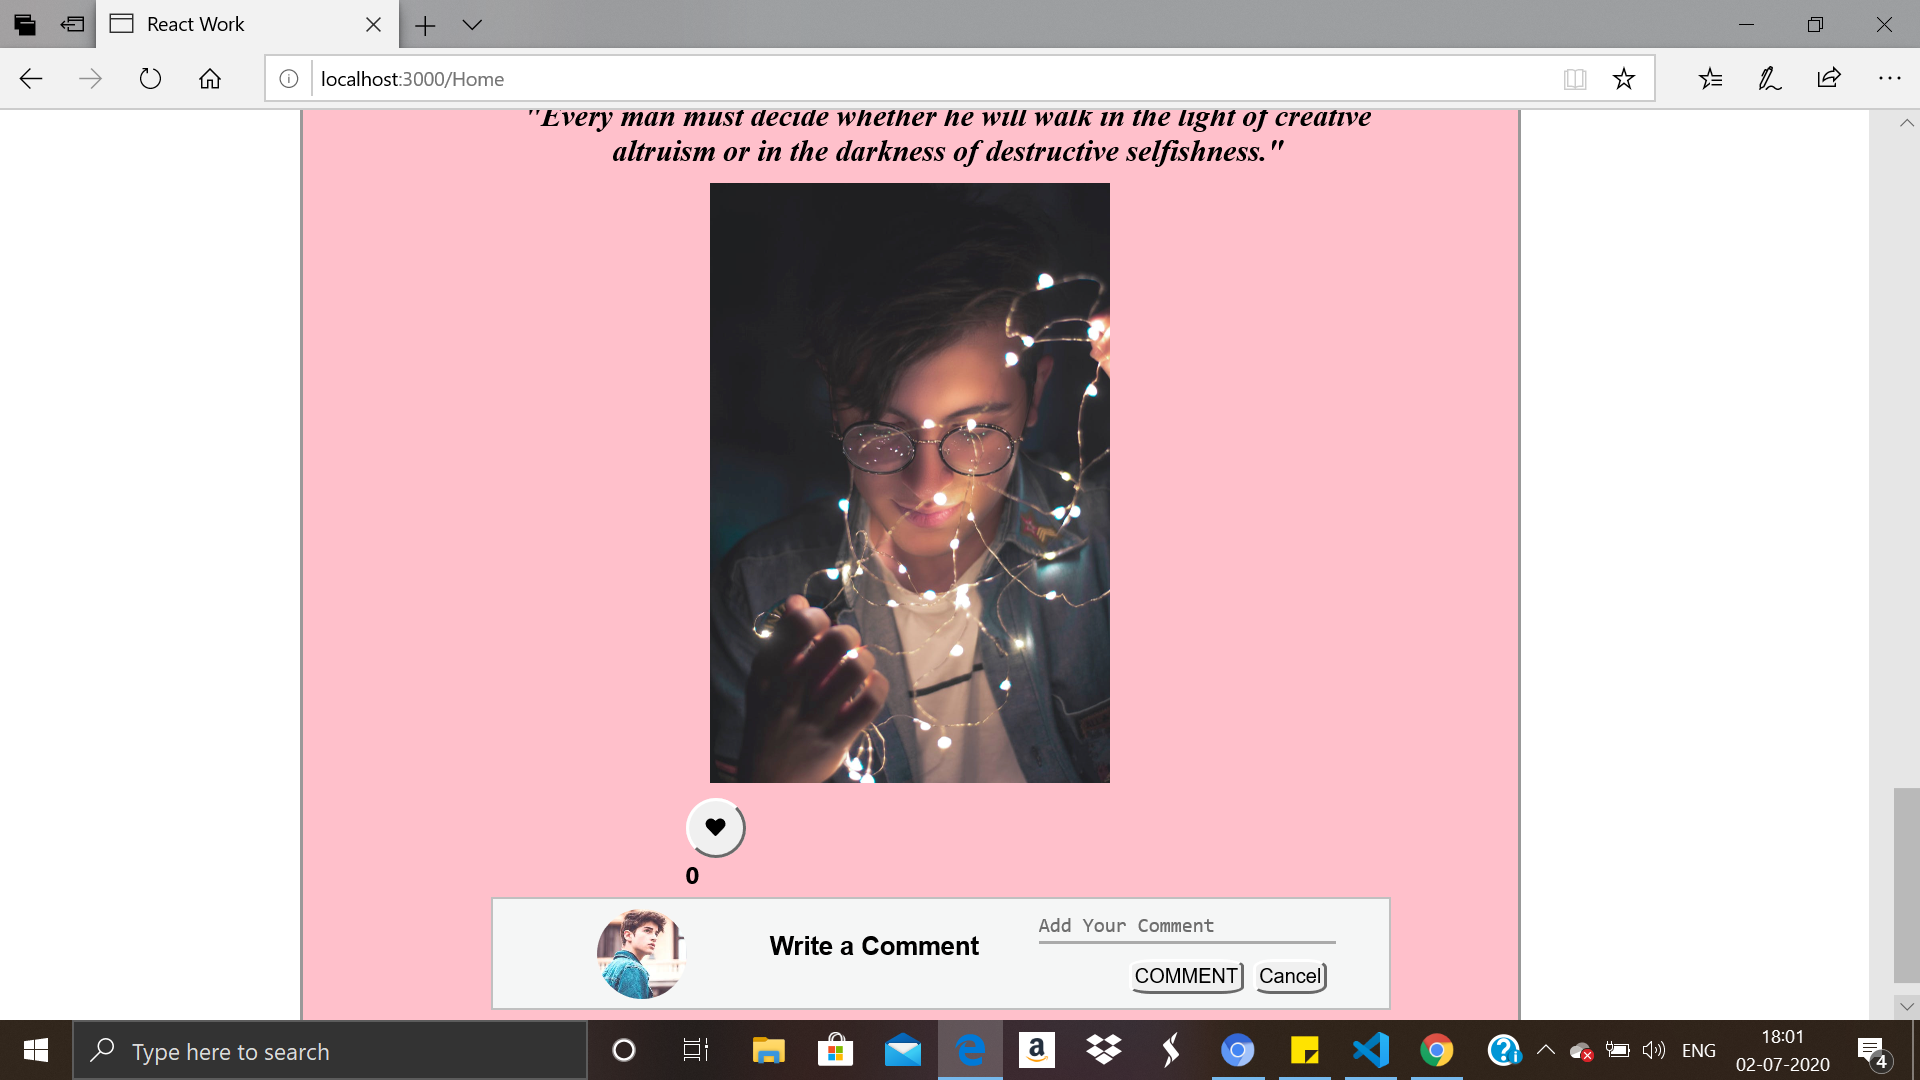 React Work
localhost:3000/Home
"Every man must decide whether he will walk in the light of creative
altruism or in the darkness of destructive selfishness."
0
Write a Comment
Add Your Comment
COMMENT Cancel
Type here to search
a
ENG
18:01
02-07-2020
4